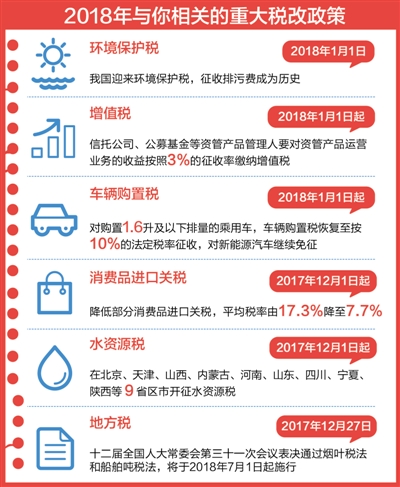 2018年与你相关的重大税改政策
环境保护税
2018年1月1日
我国迎来环境保护税，征收排污费成为历史
增值税
2018年1月1日起
信托公司、公募基金等资管产品管理人要对资管产品运营
业务的收益按照3%的征收率缴纳增值税
车辆购置税
2018年1月1日起
对购置1.6升及以下排量的乘用车，车辆购置税恢复至按
10%的法定税率征收，对新能源汽车继续免征
消费品进口关税
2017年12月1日起
降低部分消费品进口关税，平均税率由17.3%降至7.7%
水资源税
2017年12月1日起
在北京、天津、山西、内蒙古、河南、山东、四川、宁夏、
陕西等9省区市开征水资源税
地方税
2017年12月27日
十二届全国人大常委会第三十一次会议表决通过烟叶税法
和船舶吨税法，将于2018年7月1日起施行